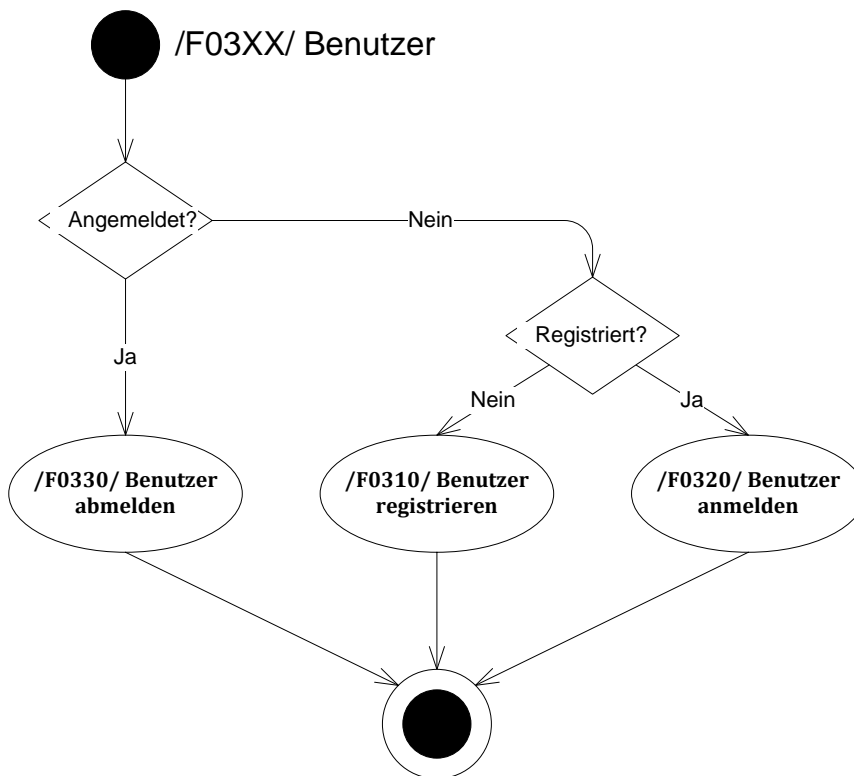 /F03XX/ Benutzer
Angemeldet?
Nein
Registriert?
Ja
Nein
Ja
/F0330/ Benutzer
abmelden
/F0310/ Benutzer
registrieren
/F0320/ Benutzer
anmelden